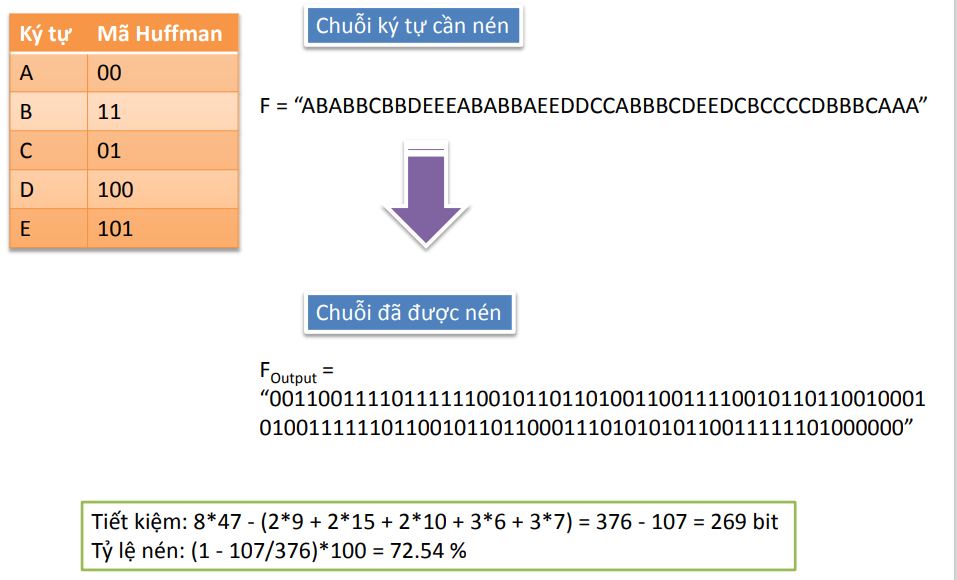 Ký tự Mã Huffman
A 00
B 11
C 01
D 100
E 101
Chuỗi ký tự cần nén
F = “ABABBCBBDEEEABABBAEEDDCCABBBCDEEDCBCCCCDBBBCAAA”
Chuỗi đã được nén
FOutput =
“001100111101111110010110110100110011110010110110010001
01001111110110010110110001110101010110011111101000000”
Tiết kiệm: 8*47 - (2*9 + 2*15 + 2*10 + 3*6 + 3*7) = 376 - 107 = 269 bit
Tỷ lệ nén: (1 - 107/376)*100 = 72.54 %